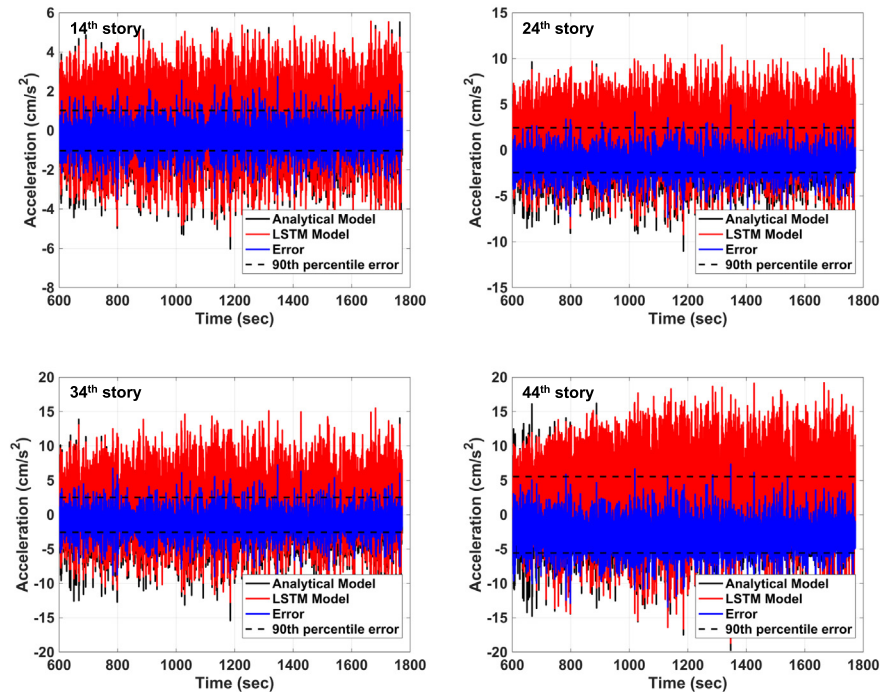 14th story
6
4
2
0
-2
-4
-6
-8
Acceleration (cm/s2)
Analytical Model
LSTM Model
Error
90th percentile error
600 800 1000 1200 1400 1600 1800
Time (sec)
24th story
15
10
5
0
-5
-10
-15
Acceleration (cm/s2)
Analytical Model
LSTM Model
Error
90th percentile error
600 800 1000 1200 1400 1600 1800
Time (sec)
34th story
20
15
10
5
0
-5
-10
-15
-20
Acceleration (cm/s2)
Analytical Model
LSTM Model
Error
90th percentile error
600 800 1000 1200 1400 1600 1800
Time (sec)
44th story
20
15
10
5
0
-5
-10
-15
-20
Acceleration (cm/s2)
Analytical Model
LSTM Model
Error
90th percentile error
600 800 1000 1200 1400 1600 1800
Time (sec)